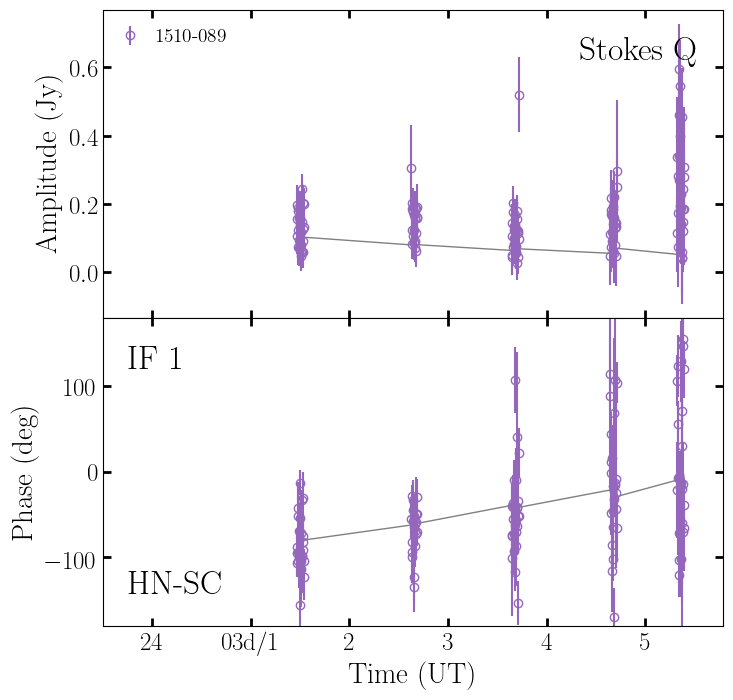 1510-089
Stokes Q
Amplitude (Jy)
0.6
0.4
0.2
0.0
IF 1
Phase (deg)
100
0
−100
HN-SC
24 03d/1 2 3 4 5
Time (UT)